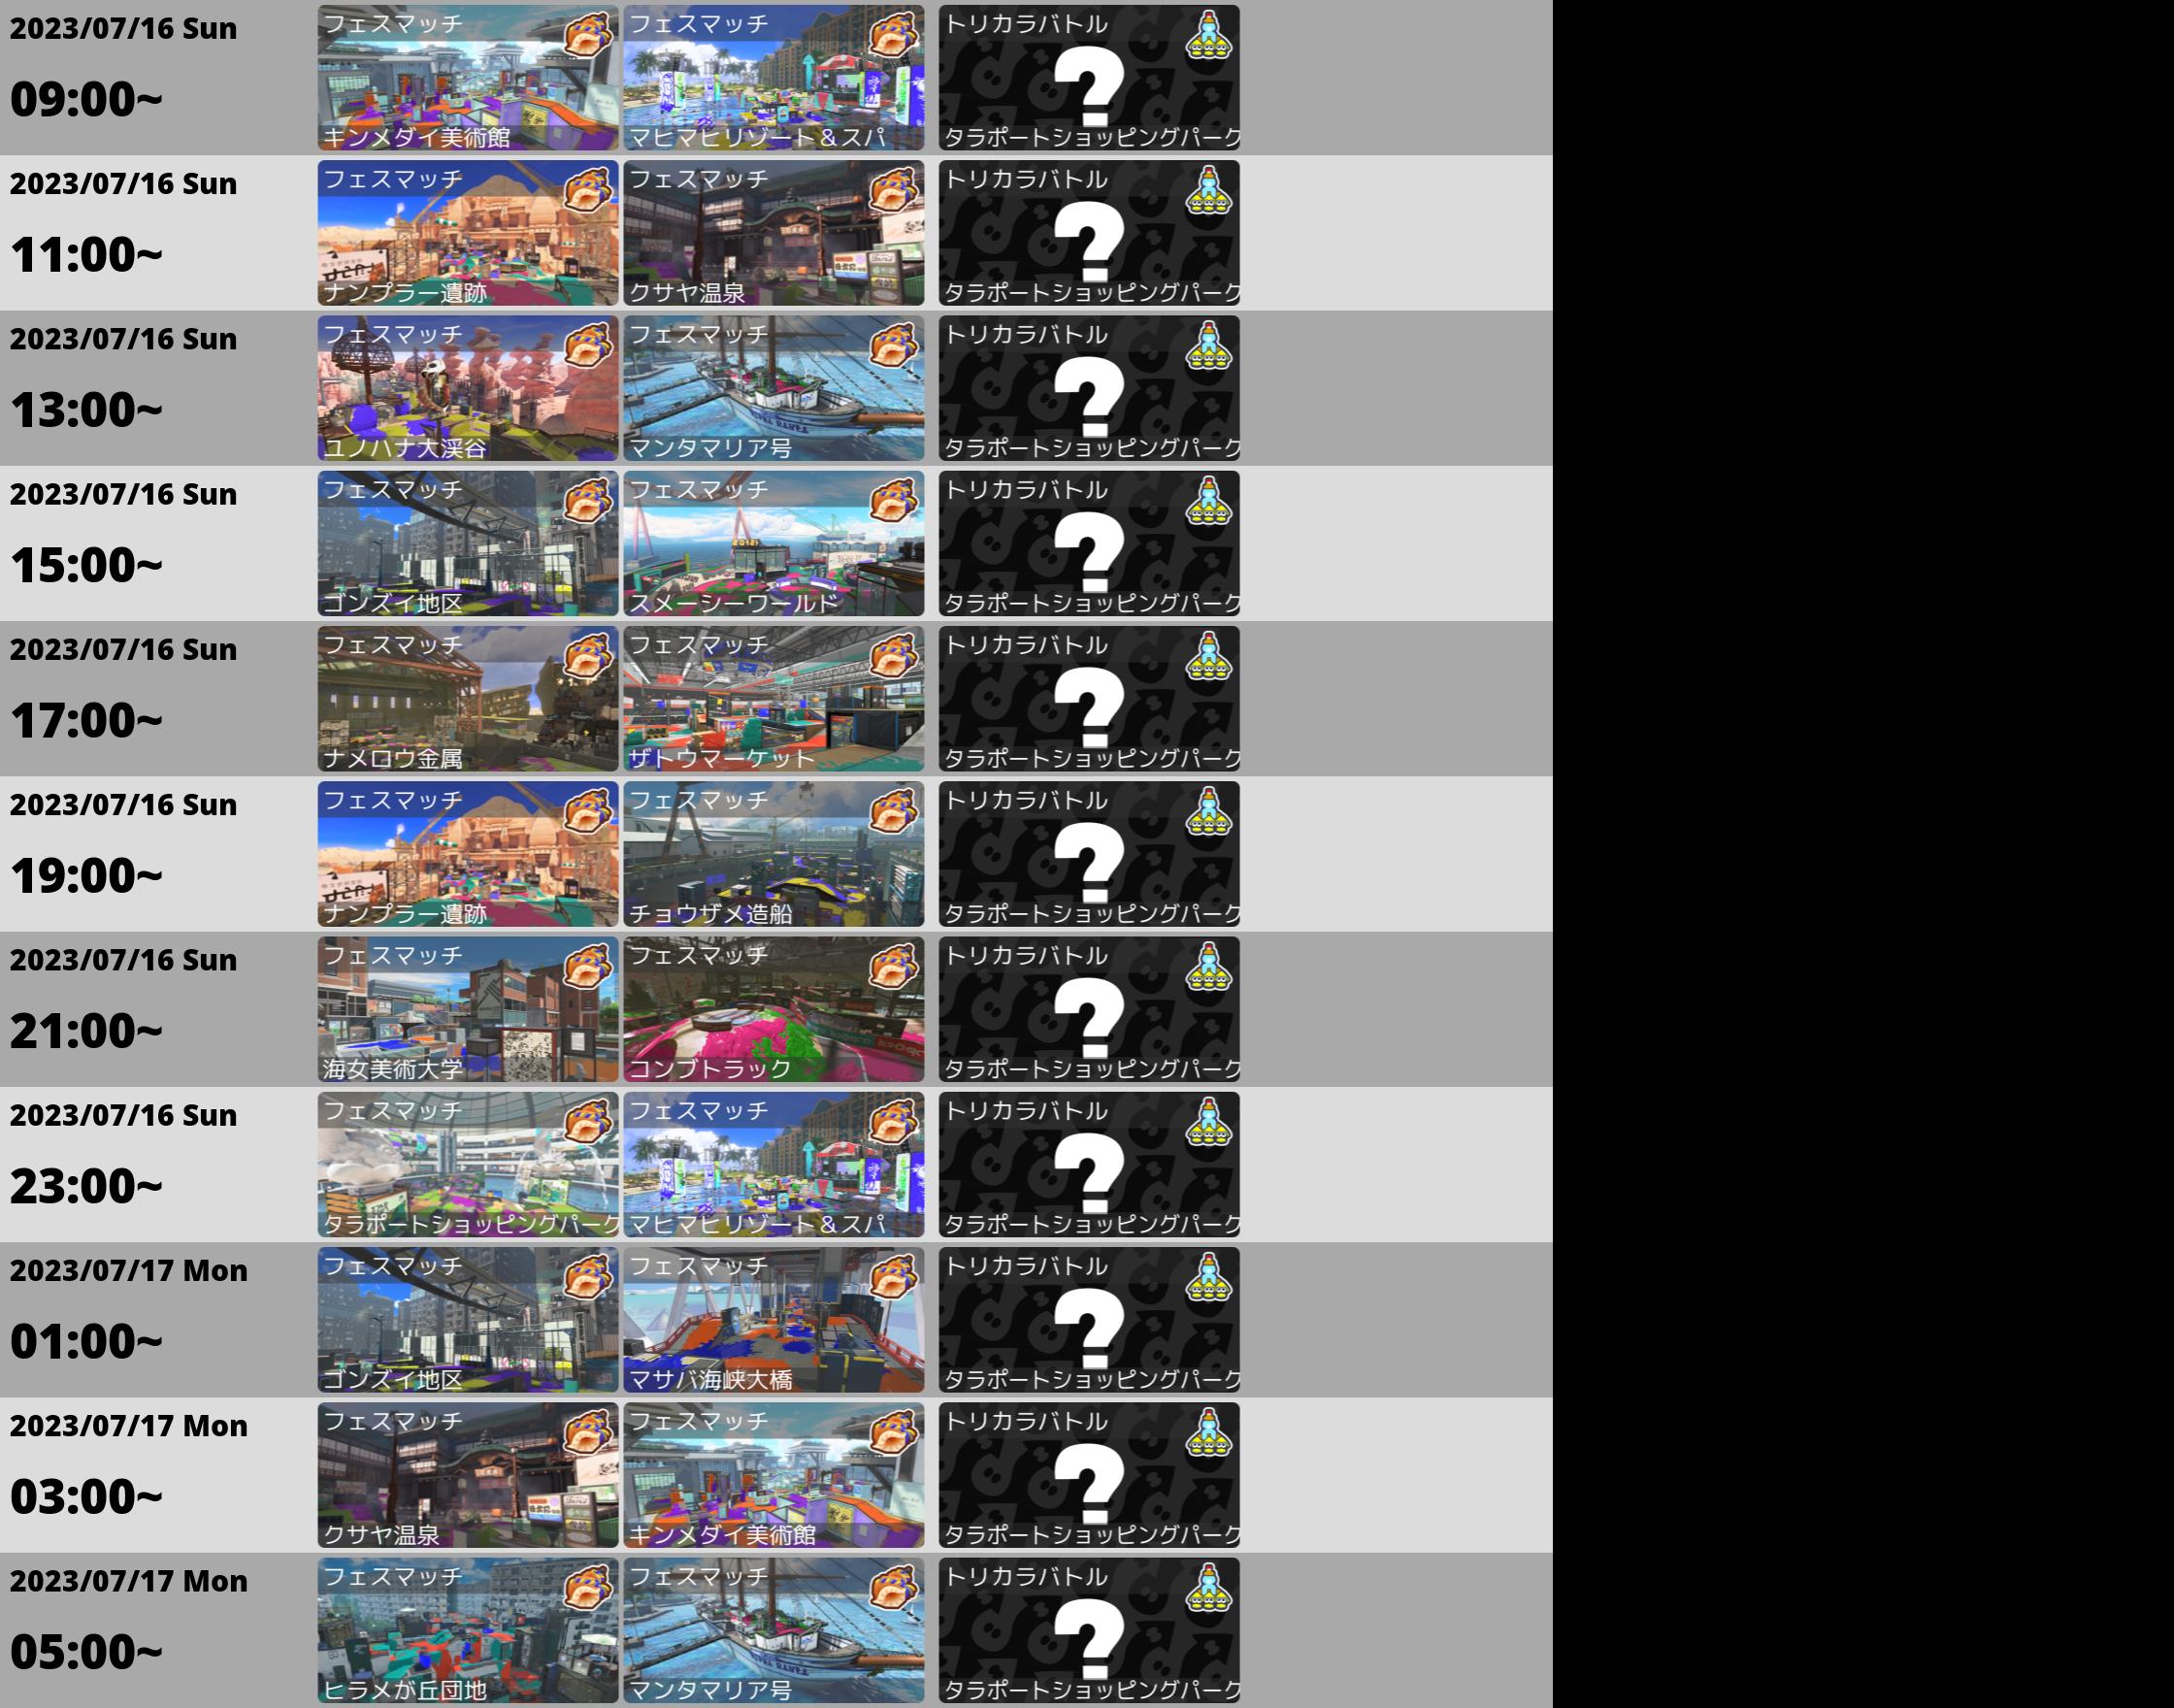 2023/07/16 Sun
09:00~
フェスマッチ
キンメダイ美術館
フェスマッチ
マヒマヒリゾート＆スパ
トリカラバトル
?
タラポートショッピングパーク
2023/07/16 Sun
11:00~
フェスマッチ
ナンプラー遺跡
フェスマッチ
クサヤ温泉
トリカラバトル
?
タラポートショッピングパーク
2023/07/16 Sun
13:00~
フェスマッチ
ユノハナ大渓谷
フェスマッチ
マンタマリア号
トリカラバトル
?
タラポートショッピングパーク
2023/07/16 Sun
15:00~
フェスマッチ
ゴンズイ地区
フェスマッチ
スメーシーワールド
トリカラバトル
?
タラポートショッピングパーク
2023/07/16 Sun
17:00~
フェスマッチ
ナメロウ金属
フェスマッチ
ザトウマーケット
トリカラバトル
?
タラポートショッピングパーク
2023/07/16 Sun
19:00~
フェスマッチ
ナンプラー遺跡
フェスマッチ
チョウザメ造船
トリカラバトル
?
タラポートショッピングパーク
2023/07/16 Sun
21:00~
フェスマッチ
海女美術大学
フェスマッチ
コンブトラック
トリカラバトル
?
タラポートショッピングパーク
2023/07/16 Sun
23:00~
フェスマッチ
タラポートショッピングパーク
フェスマッチ
マヒマヒリゾート＆スパ
トリカラバトル
?
タラポートショッピングパーク
2023/07/17 Mon
01:00~
フェスマッチ
ゴンズイ地区
フェスマッチ
マサバ海峡大橋
トリカラバトル
?
タラポートショッピングパーク
2023/07/17 Mon
03:00~
フェスマッチ
クサヤ温泉
フェスマッチ
キンメダイ美術館
トリカラバトル
?
タラポートショッピングパーク
2023/07/17 Mon
05:00~
フェスマッチ
ヒラメが丘団地
フェスマッチ
マンタマリア号
トリカラバトル
?
タラポートショッピングパーク